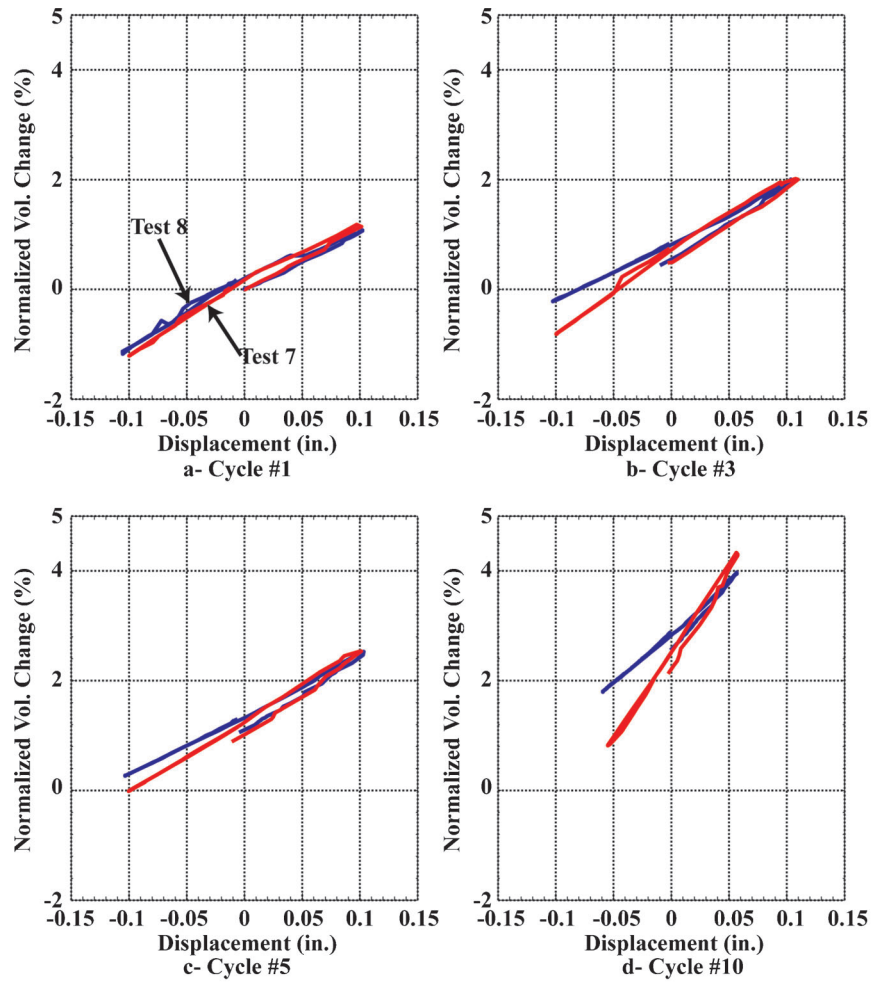 5
4
2
0
-2
Normalized Vol. Change (%)
Test 8
Test 7
-0.15 -0.1 -0.05 0 0.05 0.1 0.15
Displacement (in.)
a- Cycle #1
5
4
2
0
-2
Normalized Vol. Change (%)
-0.15 -0.1 -0.05 0 0.05 0.1 0.15
Displacement (in.)
b- Cycle #3
5
4
2
0
-2
Normalized Vol. Change (%)
-0.15 -0.1 -0.05 0 0.05 0.1 0.15
Displacement (in.)
c- Cycle #5
5
4
2
0
-2
Normalized Vol. Change (%)
-0.15 -0.1 -0.05 0 0.05 0.1 0.15
Displacement (in.)
d- Cycle #10